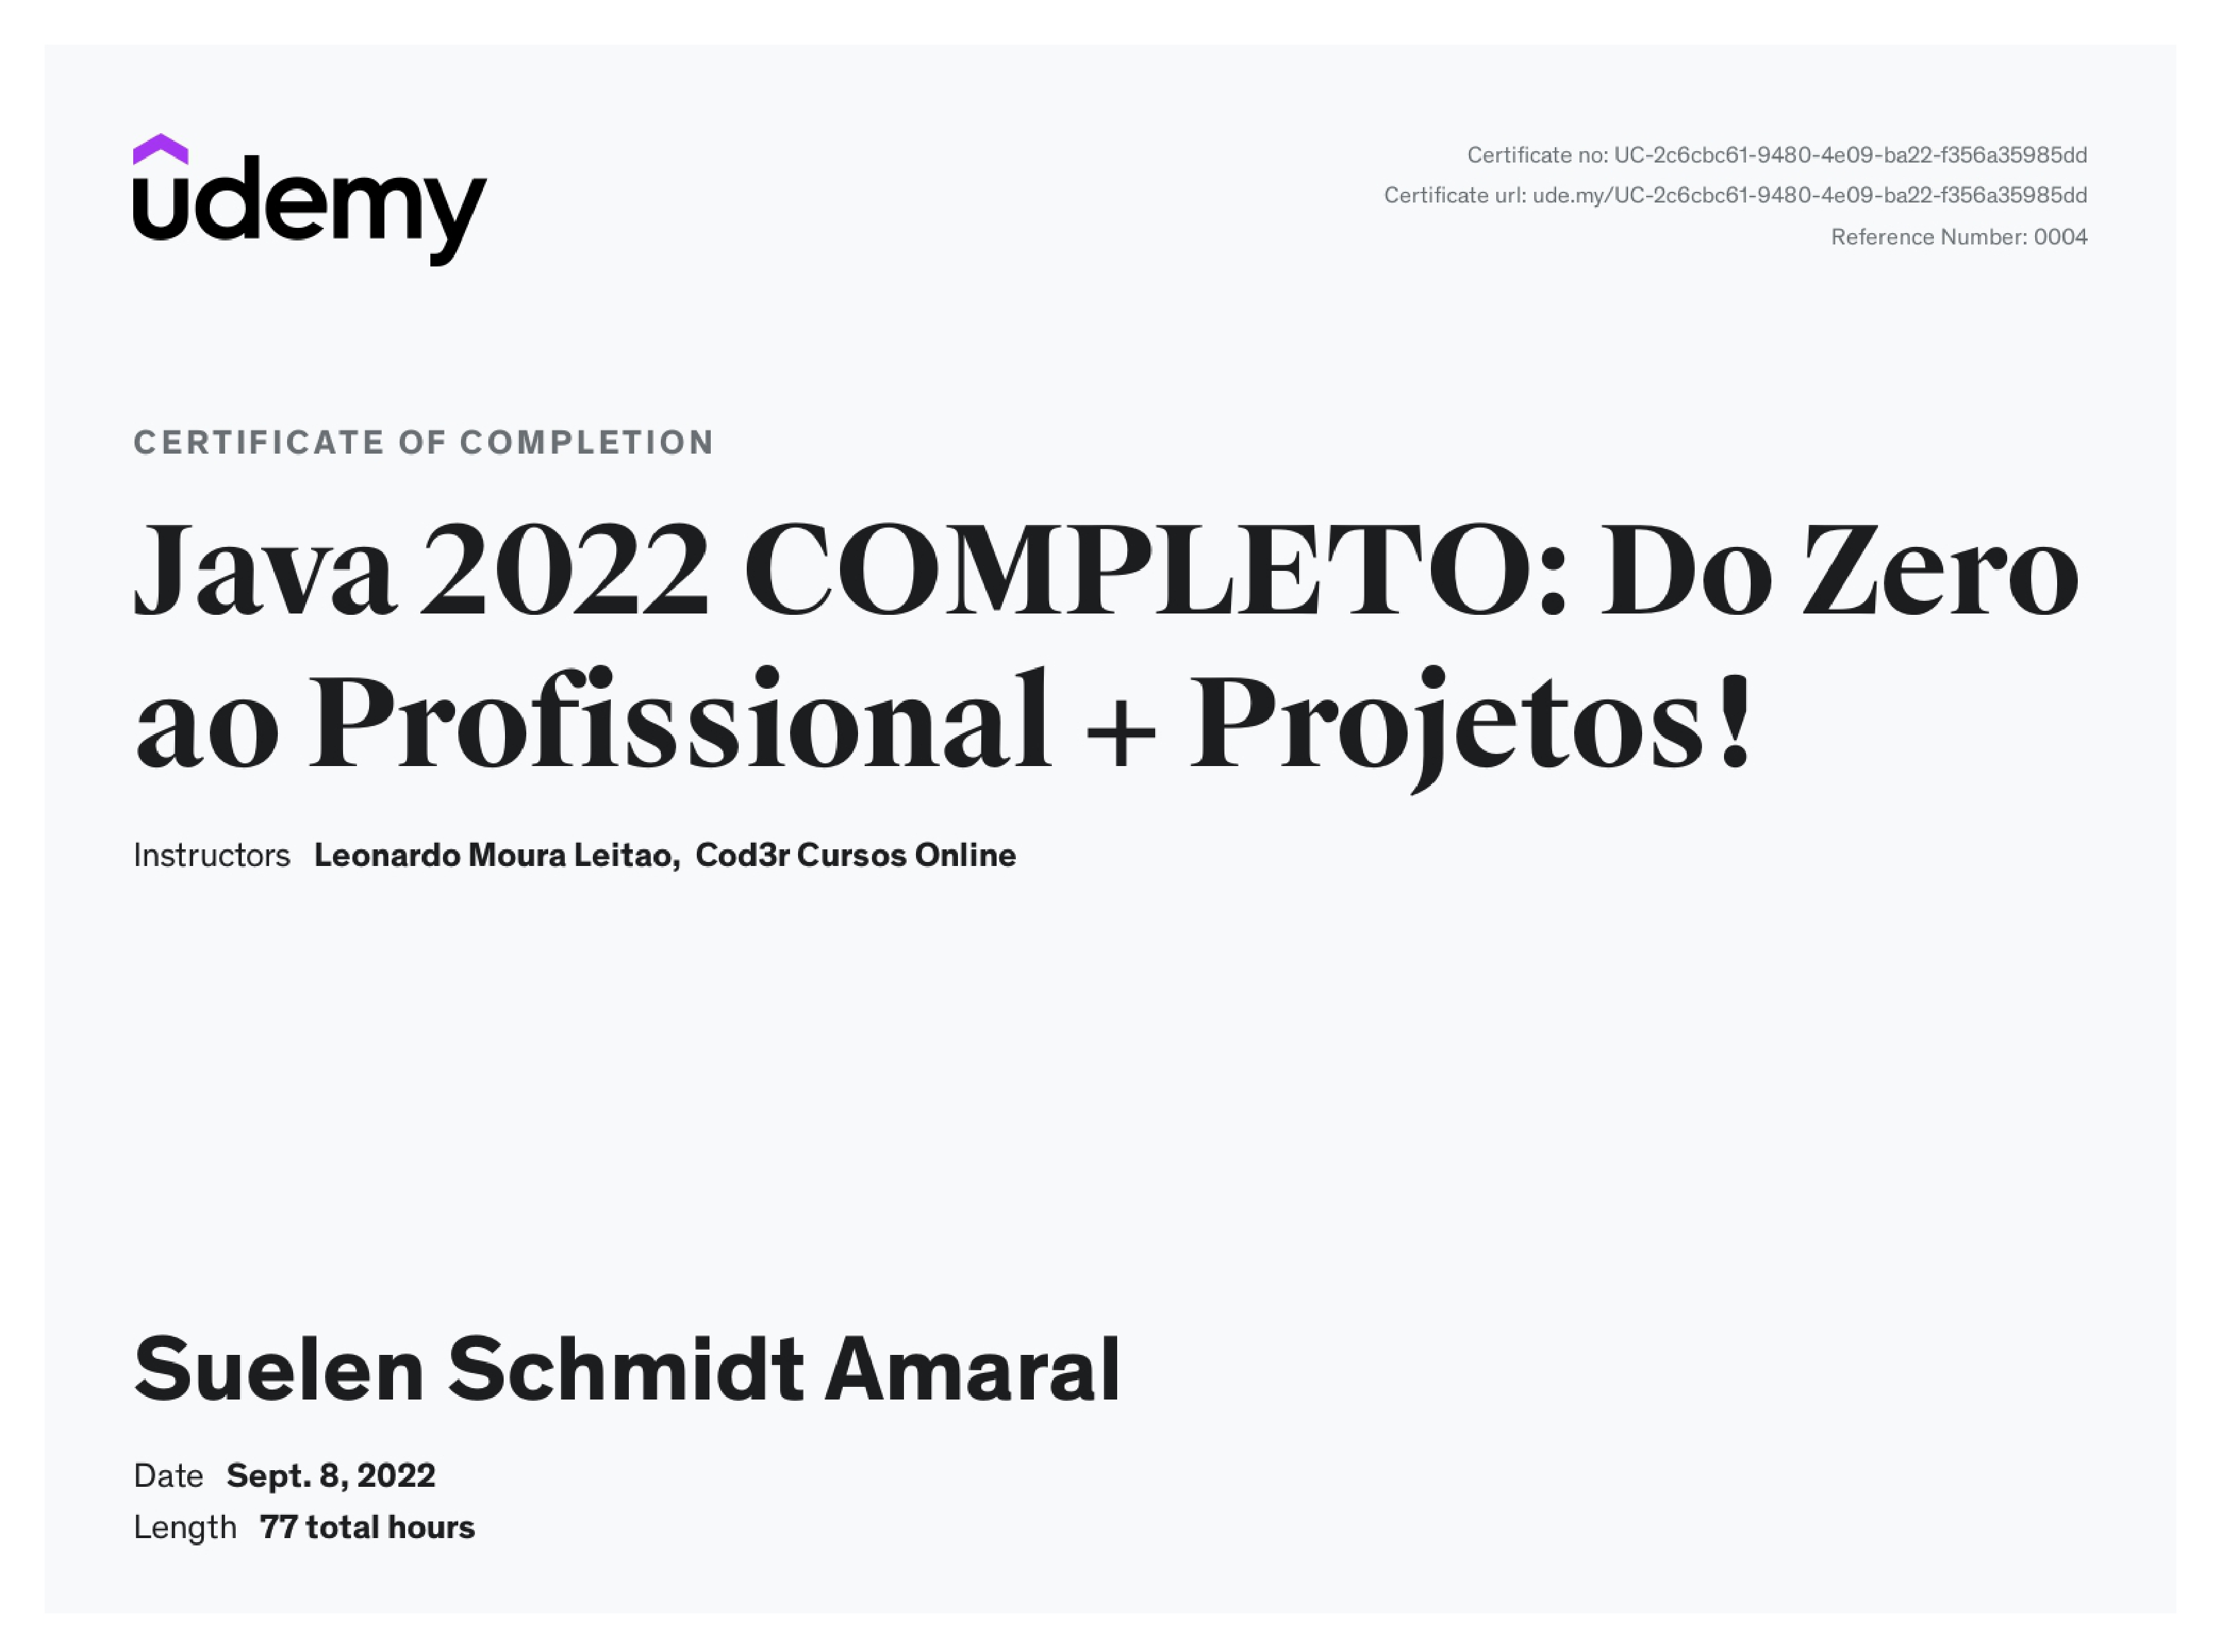 udemy
Certificate no: UC-2c6cbc61-9480-4e09-ba22-f356a35985dd
Certificate url: ude.my/UC-2c6cbc61-9480-4e09-ba22-f356a35985dd
Reference Number: 0004
CERTIFICATE OF COMPLETION
Java 2022 COMPLETO: Do Zero
ao Profissional + Projetos!
Instructors Leonardo Moura Leitao, Cod3r Cursos Online
Suelen Schmidt Amaral
Date Sept. 8, 2022
Length 77 total hours